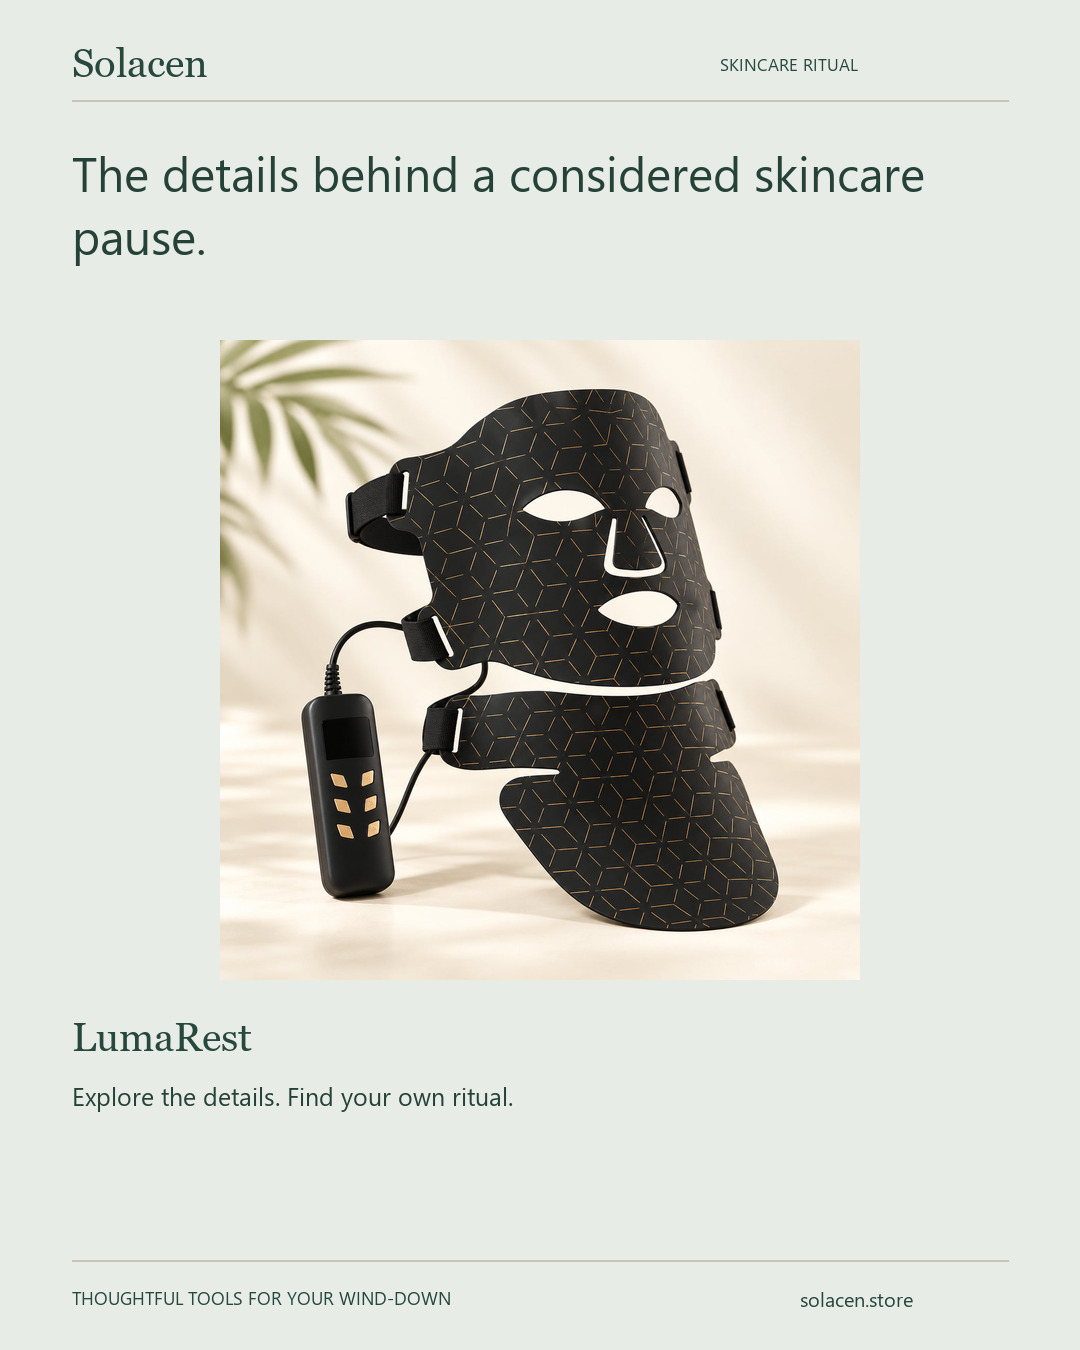 Solacen
SKINCARE RITUAL
The details behind a considered skincare
pause.
LumaRest
Explore the details. Find your own ritual.
THOUGHTFUL TOOLS FOR YOUR WIND-DOWN
solacen.store